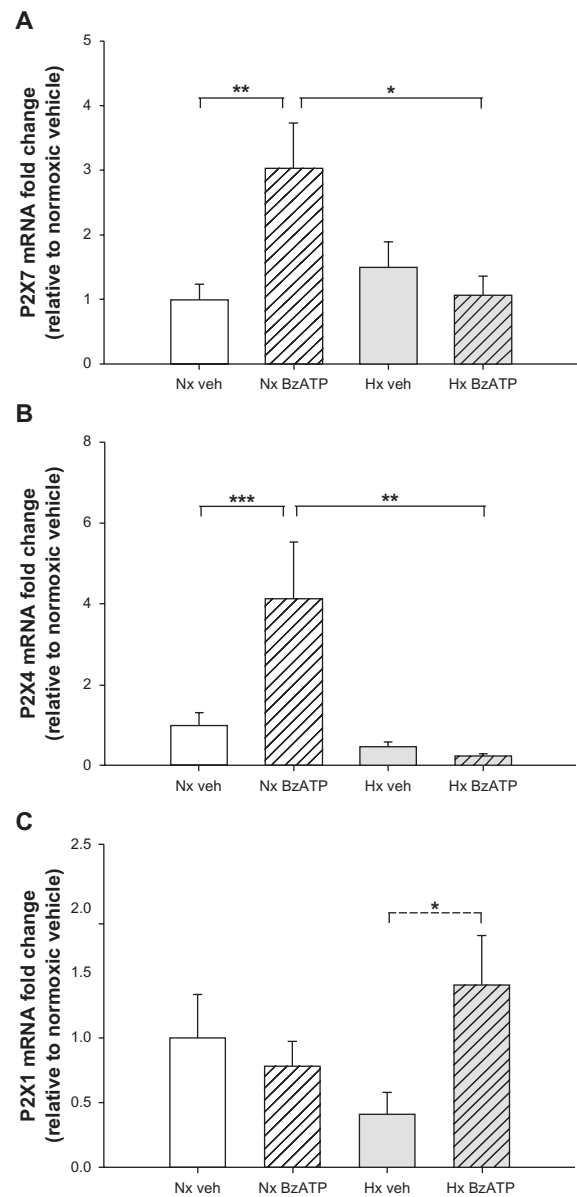 A
P2X7 mRNA fold change
(relative to normoxic vehicle)
5
4
3
2
1
0
**
*
Nx veh
Nx BzATP
Hx veh
Hx BzATP
B
P2X4 mRNA fold change
(relative to normoxic vehicle)
8
6
4
2
0
***
**
Nx veh
Nx BzATP
Hx veh
Hx BzATP
C
P2X1 mRNA fold change
(relative to normoxic vehicle)
2.5
2.0
1.5
1.0
0.5
0.0
*
Nx veh
Nx BzATP
Hx veh
Hx BzATP